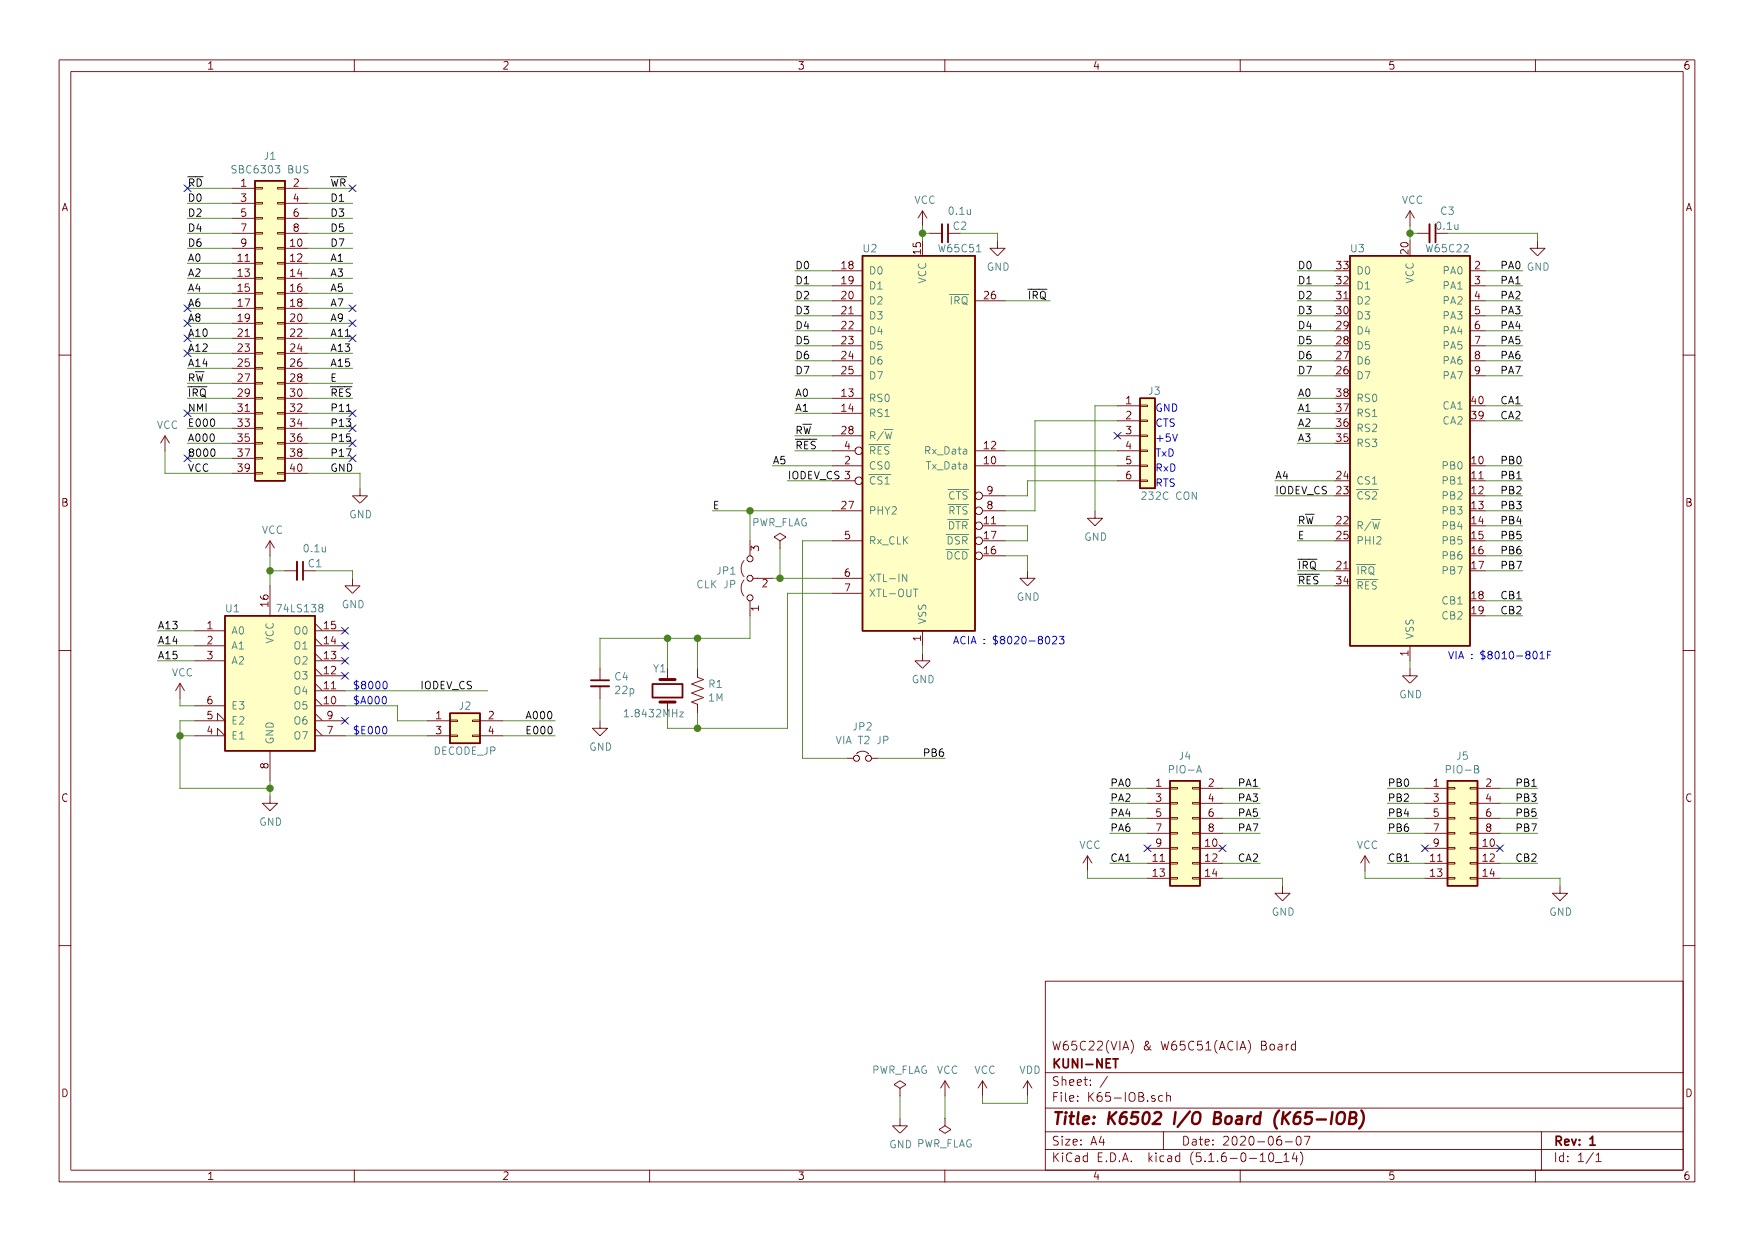 1 2 3 4 5 6
A A
B B
C C
D D
1 2 3 4 5 6
J1
SBC6303 BUS
RD 1 2 WR
D0 3 4 D1
D2 5 6 D3
D4 7 8 D5
D6 9 10 D7
A0 11 12 A1
A2 13 14 A3
A4 15 16 A5
A6 17 18 A7
A8 19 20 A9
A10 21 22 A11
A12 23 24 A13
A14 25 26 A15
RW 27 28 E
IRQ 29 30 RES
NMI 31 32 P11
E000 33 34 P13
A000 35 36 P15
8000 37 38 P17
VCC 39 40 GND
VCC
GND
VCC
0.1u
C1
GND
16
U1 74LS138
VCC
A13 1 A0 O0 15
A14 2 A1 O1 14
A15 3 A2 O2 13
O3 12
VCC
O4 11 $8000 IODEV_CS
6 E3 O5 10 $A000
5 E2 O6 9
4 E1 O7 7 $E000
GND
8
GND
J2
1 2 A000
3 4 E000
DECODE_JP
VCC
0.1u
C2
GND
15
U2 W65C51
VCC
D0 18 D0
D1 19 D1
D2 20 D2
D3 21 D3
D4 22 D4
D5 23 D5
D6 24 D6
D7 25 D7
IRQ 26 IRQ
A0 13 RS0
A1 14 RS1
RW 28 R/W
RES 4 RES
A5 2 CS0
IODEV_CS 3 CS1
E 27 PHY2
5 Rx_CLK
6 XTL-IN
7 XTL-OUT
Rx_Data 12
Tx_Data 10
CTS 9
RTS 8
DTR 11
DSR 17
DCD 16
GND
VSS
1
GND
ACIA : $8020-8023
PWR_FLAG
JP1
CLK JP
3
2
1
C4
22p
GND
Y1
1.8432MHz
R1
1M
JP2
VIA T2 JP
PB6
J3
1 GND
2 CTS
3 +5V
4 TxD
5 RxD
6 RTS
232C CON
GND
VCC
C3
0.1u
GND
20
U3 W65C22
VCC
D0 33 D0 PA0 2 PA0
D1 32 D1 PA1 3 PA1
D2 31 D2 PA2 4 PA2
D3 30 D3 PA3 5 PA3
D4 29 D4 PA4 6 PA4
D5 28 D5 PA5 7 PA5
D6 27 D6 PA6 8 PA6
D7 26 D7 PA7 9 PA7
A0 38 RS0 CA1 40 CA1
A1 37 RS1 CA2 39 CA2
A2 36 RS2
A3 35 RS3
PB0 10 PB0
A4 24 CS1 PB1 11 PB1
IODEV_CS 23 CS2 PB2 12 PB2
PB3 13 PB3
RW 22 R/W PB4 14 PB4
E 25 PHI2 PB5 15 PB5
PB6 16 PB6
IRQ 21 IRQ PB7 17 PB7
RES 34 RES
CB1 18 CB1
CB2 19 CB2
VSS
1
GND
VIA : $8010-801F
J4
PIO-A
PA0 1 2 PA1
PA2 3 4 PA3
PA4 5 6 PA5
PA6 7 8 PA7
9 10
CA1 11 12 CA2
13 14
VCC
GND
J5
PIO-B
PB0 1 2 PB1
PB2 3 4 PB3
PB4 5 6 PB5
PB6 7 8 PB7
9 10
CB1 11 12 CB2
13 14
VCC
GND
PWR_FLAG VCC VCC VDD
GND PWR_FLAG
W65C22(VIA) & W65C51(ACIA) Board
KUNI-NET
Sheet: /
File: K65-IOB.sch
Title: K6502 I/O Board (K65-IOB)
Size: A4 Date: 2020-06-07 Rev: 1
KiCad E.D.A. kicad (5.1.6-0-10_14) Id: 1/1